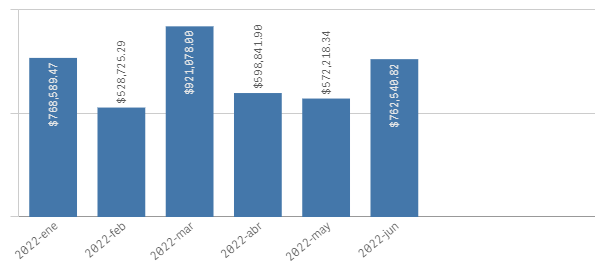 $768,589.47
$528,725.29
$921,078.00
$598,841.90
$572,218.34
$762,540.82
2022-ene
2022-feb
2022-mar
2022-abr
2022-may
2022-jun